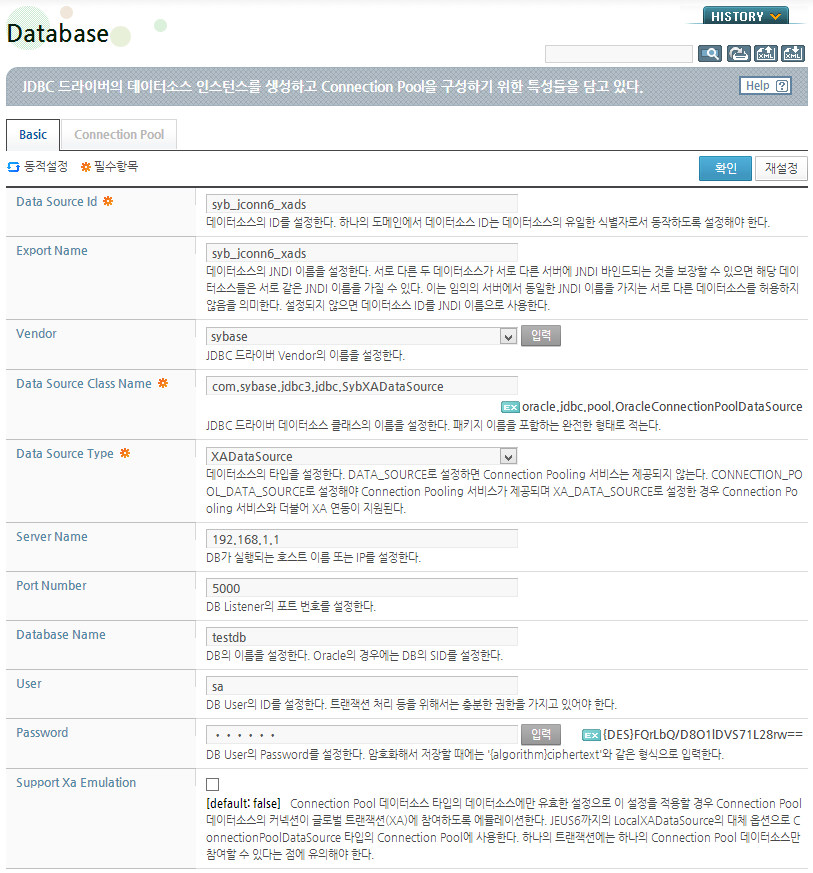 Database
HISTORY
JDBC 드라이버의 데이터소스 인스턴스를 생성하고 Connection Pool을 구성하기 위한 특성들을 담고 있다.
Help [?]
Basic
Connection Pool
동적설정 필수항목
확인
재설정
Data Source Id
syb_jconn6_xads
데이터소스의 ID를 설정한다. 하나의 도메인에서 데이터소스 ID는 데이터소스의 유일한 식별자로서 동작하도록 설정해야 한다.
Export Name
syb_jconn6_xads
데이터소스의 JNDI 이름을 설정한다. 서로 다른 두 데이터소스가 서로 다른 서버에 JNDI 바인드되는 것을 보장할 수 있으면 해당 데이
터소스들은 서로 같은 JNDI 이름을 가질 수 있다. 이는 임의의 서버에서 동일한 JNDI 이름을 가지는 서로 다른 데이터소스를 허용하지
않음을 의미한다. 설정되지 않으면 데이터소스 ID를 JNDI 이름으로 사용한다.
Vendor
sybase
입력
JDBC 드라이버 Vendor의 이름을 설정한다.
Data Source Class Name
com.sybase.jdbc3.jdbc.SybXADataSource
EX oracle.jdbc.pool.OracleConnectionPoolDataSource
JDBC 드라이버 데이터소스 클래스의 이름을 설정한다. 패키지 이름을 포함하는 완전한 형태로 적는다.
Data Source Type
XADataSource
데이터소스의 타입을 설정한다. DATA_SOURCE로 설정하면 Connection Pooling 서비스는 제공되지 않는다. CONNECTION_PO
OL_DATA_SOURCE로 설정해야 Connection Pooling 서비스가 제공되며 XA_DATA_SOURCE로 설정한 경우 Connection Po
oling 서비스와 더불어 XA 연동이 지원된다.
Server Name
192.168.1.1
DB가 실행되는 호스트 이름 또는 IP를 설정한다.
Port Number
5000
DB Listener의 포트 번호를 설정한다.
Database Name
testdb
DB의 이름을 설정한다. Oracle의 경우에는 DB의 SID를 설정한다.
User
sa
DB User의 ID를 설정한다. 트랜잭션 처리 등을 위해서는 충분한 권한을 가지고 있어야 한다.
Password
• • • • • •
입력
EX {DES}FQrLbQ/D8O1lDVS71L28rw==
DB User의 Password를 설정한다. 암호화해서 저장할 때에는 '{algorithm}ciphertext'와 같은 형식으로 입력한다.
Support Xa Emulation
[default: false] Connection Pool 데이터소스 타입의 데이터소스에만 유효한 설정으로 이 설정을 적용할 경우 Connection Pool
데이터소스의 커넥션이 글로벌 트랜잭션(XA)에 참여하도록 에뮬레이션한다. JEUS6까지의 LocalXADataSource의 대체 옵션으로 C
onnectionPoolDataSource 타입의 Connection Pool에 사용한다. 하나의 트랜잭션에는 하나의 Connection Pool 데이터소스만
참여할 수 있다는 점에 유의해야 한다.